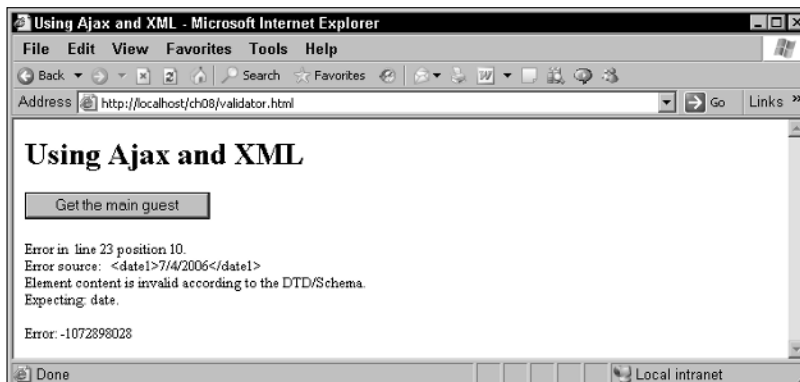 Using Ajax and XML - Microsoft Internet Explorer
File Edit View Favorites Tools Help
Back Search Favorites
Address http://localhost/ch08/validator.html Go Links »
Using Ajax and XML
Get the main guest
Error in line 23 position 10.
Error source: <date1>7/4/2006</date1>
Element content is invalid according to the DTD/Schema.
Expecting: date.
Error: -1072898028
Done Local intranet